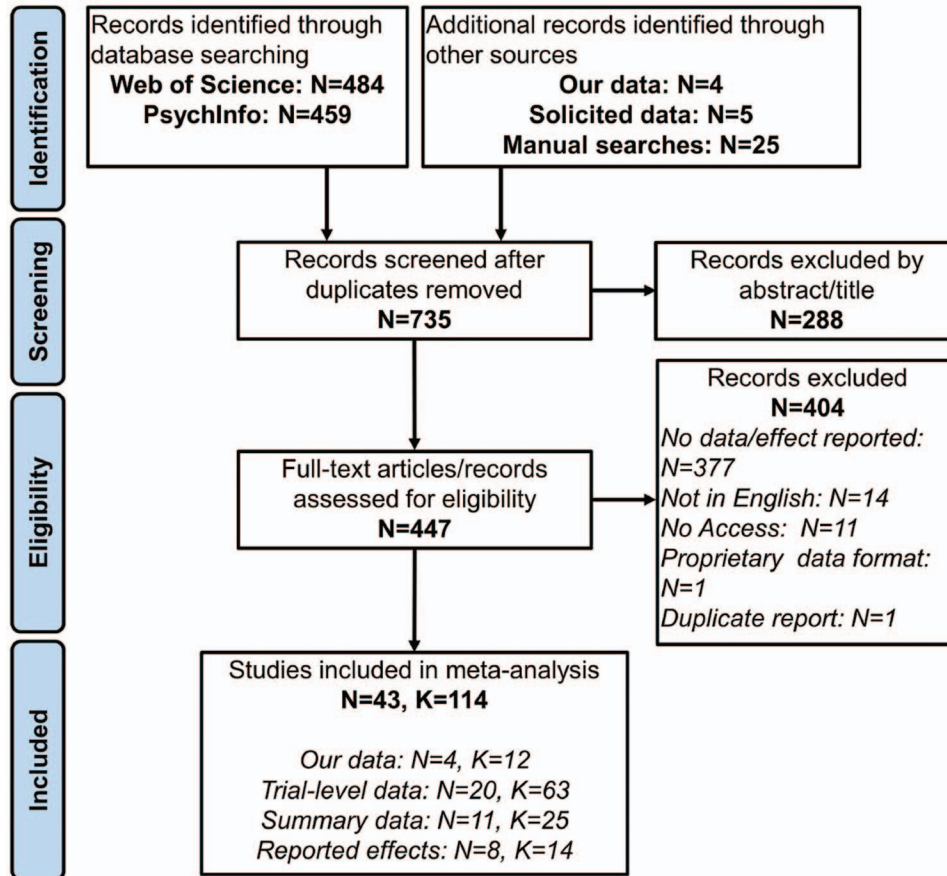 Identification
Records identified through
database searching
Web of Science: N=484
PsychInfo: N=459
Additional records identified through
other sources
Our data: N=4
Solicited data: N=5
Manual searches: N=25
Screening
Records screened after
duplicates removed
N=735
Records excluded by
abstract/title
N=288
Eligibility
Full-text articles/records
assessed for eligibility
N=447
Records excluded
N=404
No data/effect reported:
N=377
Not in English: N=14
No Access: N=11
Proprietary data format:
N=1
Duplicate report: N=1
Included
Studies included in meta-analysis
N=43, K=114
Our data: N=4, K=12
Trial-level data: N=20, K=63
Summary data: N=11, K=25
Reported effects: N=8, K=14